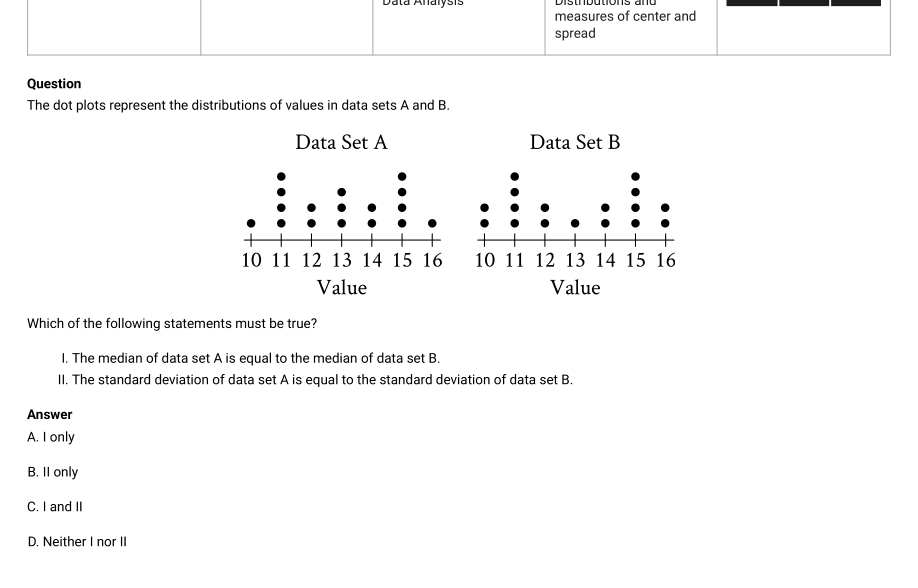 Data Analysis
Distributions and
measures of center and
spread
Question
The dot plots represent the distributions of values in data sets A and B.
Data Set A
Data Set B
10 11 12 13 14 15 16
10 11 12 13 14 15 16
Value
Value
Which of the following statements must be true?
I. The median of data set A is equal to the median of data set B.
II. The standard deviation of data set A is equal to the standard deviation of data set B.
Answer
A. I only
B. II only
C. I and II
D. Neither I nor II